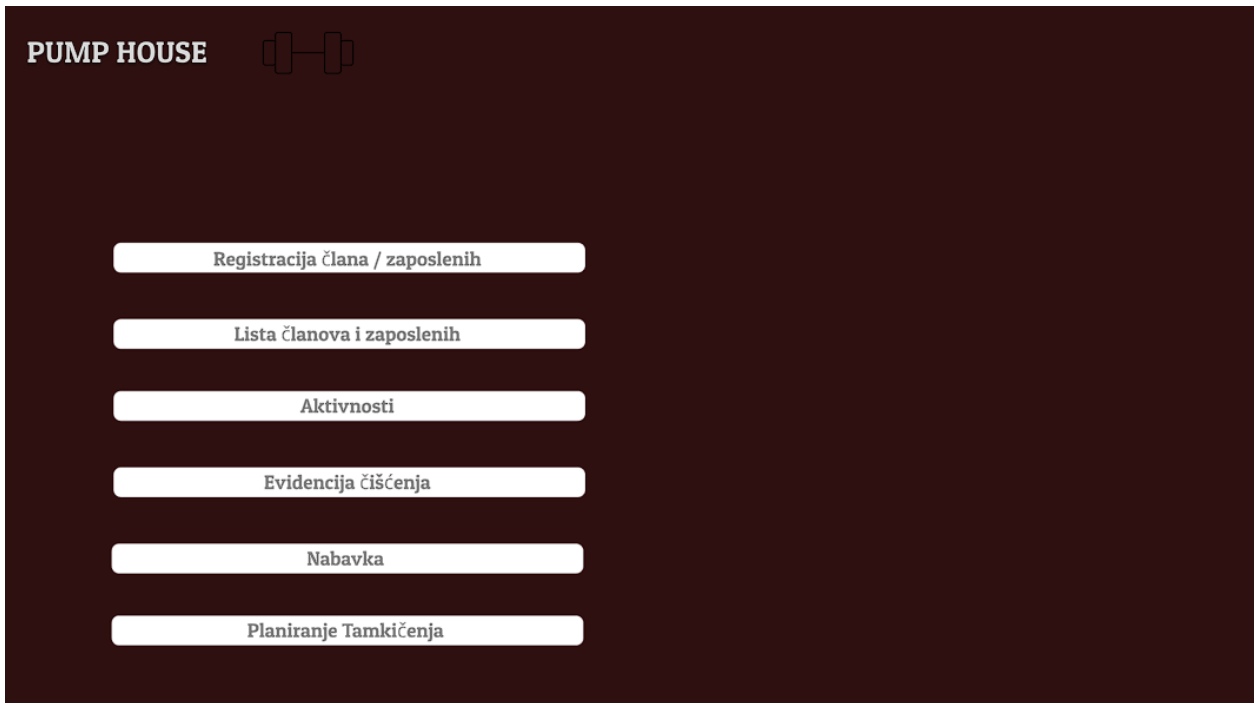 PUMP HOUSE
Registracija člana / zaposlenih
Lista članova i zaposlenih
Aktivnosti
Evidencija čišćenja
Nabavka
Planiranje Tamkičenja